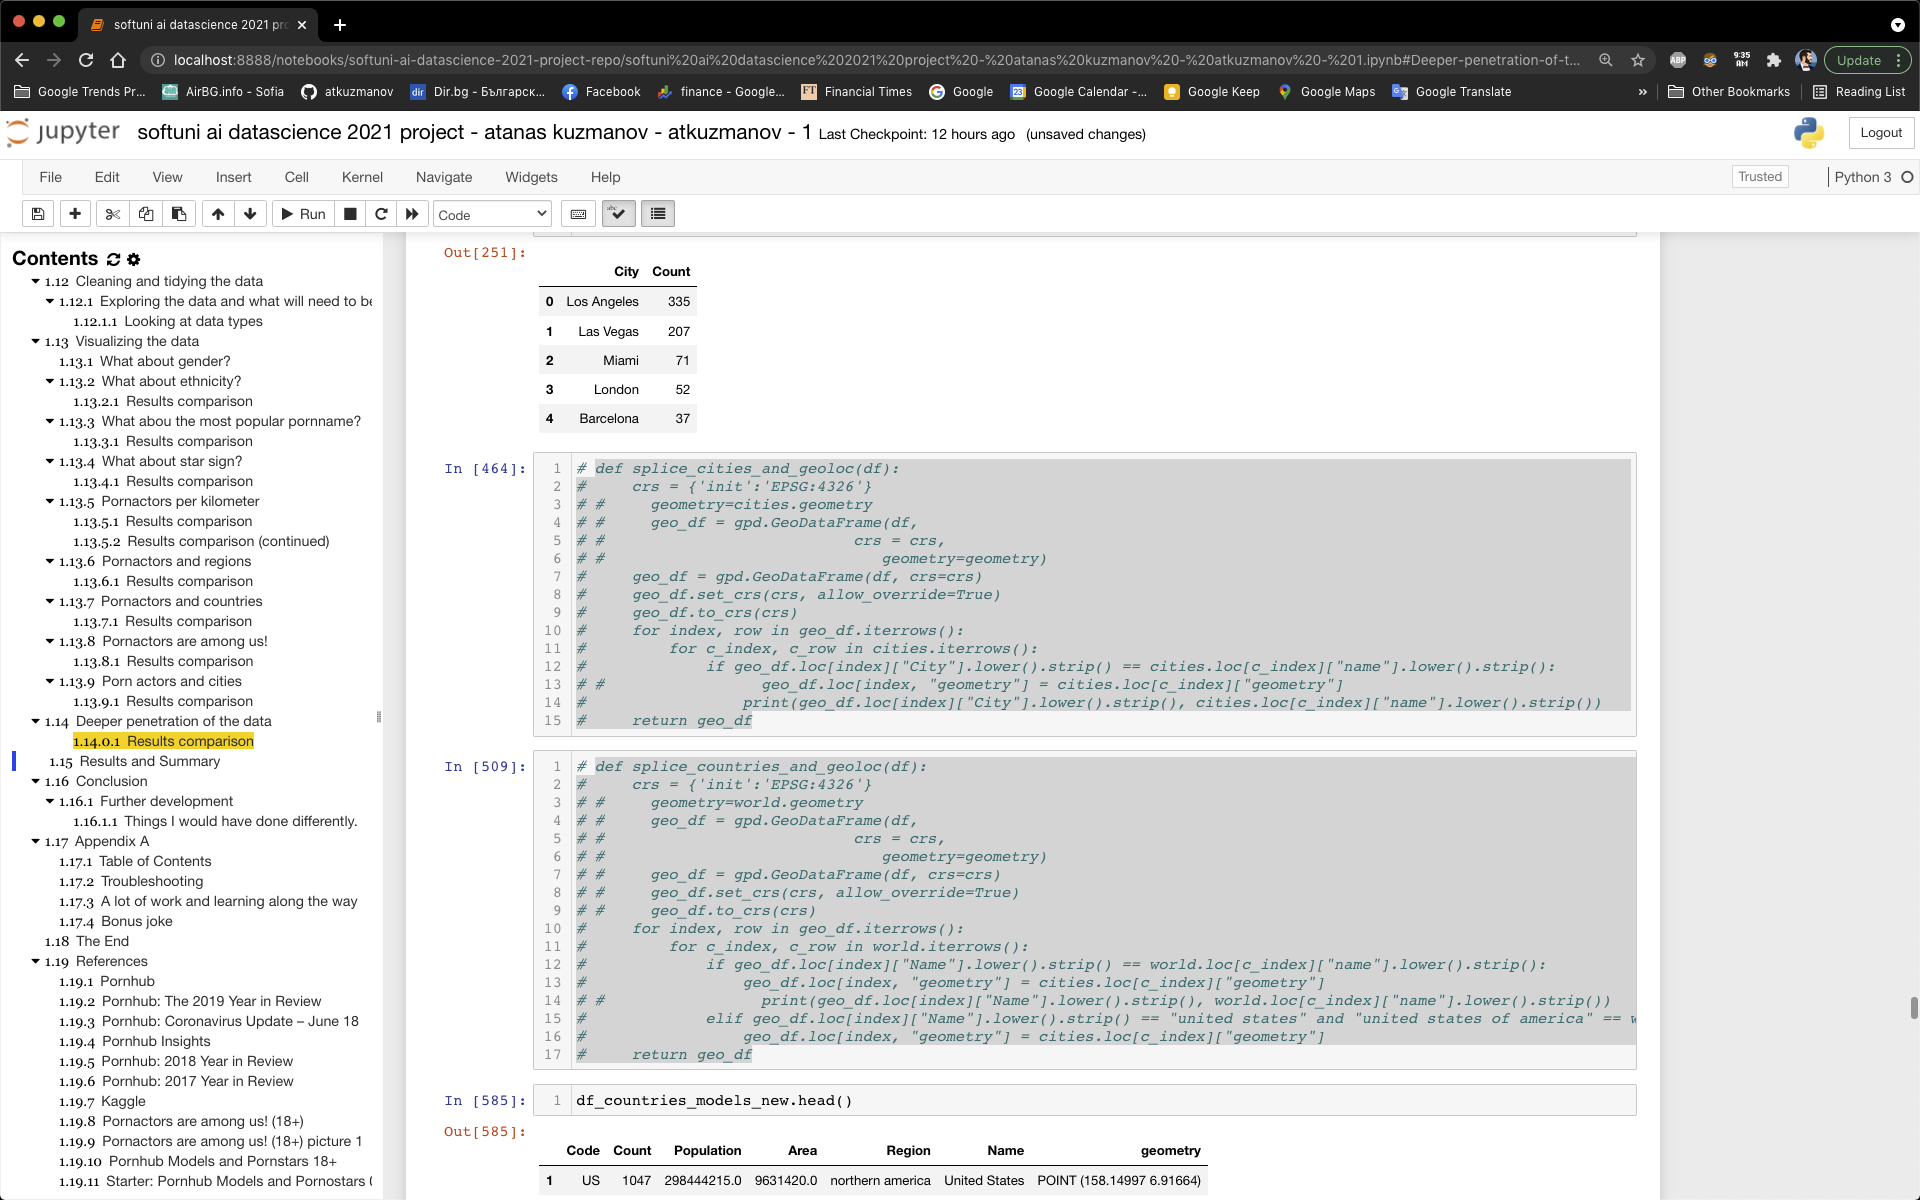 softuni ai datascience 2021 pro
localhost:8888/notebooks/softuni-ai-datascience-2021-project-repo/softuni%20ai%20datascience%202021%20project%20-%20atanas%20kuzmanov%20-%20atkuzmanov%20-%201.ipynb#Deeper-penetration-of-t...
ABP
9:35 AM
Update
Google Trends Pr...
AirBG.info - Sofia
atkuzmanov
dir Dir.bg - Българск...
Facebook
finance - Google...
FT Financial Times
Google
Google Calendar -...
Google Keep
Google Maps
Google Translate
»
Other Bookmarks
Reading List
jupyter softuni ai datascience 2021 project - atanas kuzmanov - atkuzmanov - 1 Last Checkpoint: 12 hours ago (unsaved changes)
Logout
File Edit View Insert Cell Kernel Navigate Widgets Help
Trusted
Python 3
Run
Code
Contents
1.12 Cleaning and tidying the data
1.12.1 Exploring the data and what will need to be
1.12.1.1 Looking at data types
1.13 Visualizing the data
1.13.1 What about gender?
1.13.2 What about ethnicity?
1.13.2.1 Results comparison
1.13.3 What abou the most popular pornname?
1.13.3.1 Results comparison
1.13.4 What about star sign?
1.13.4.1 Results comparison
1.13.5 Pornactors per kilometer
1.13.5.1 Results comparison
1.13.5.2 Results comparison (continued)
1.13.6 Pornactors and regions
1.13.6.1 Results comparison
1.13.7 Pornactors and countries
1.13.7.1 Results comparison
1.13.8 Pornactors are among us!
1.13.8.1 Results comparison
1.13.9 Porn actors and cities
1.13.9.1 Results comparison
1.14 Deeper penetration of the data
1.14.0.1 Results comparison
1.15 Results and Summary
1.16 Conclusion
1.16.1 Further development
1.16.1.1 Things I would have done differently.
1.17 Appendix A
1.17.1 Table of Contents
1.17.2 Troubleshooting
1.17.3 A lot of work and learning along the way
1.17.4 Bonus joke
1.18 The End
1.19 References
1.19.1 Pornhub
1.19.2 Pornhub: The 2019 Year in Review
1.19.3 Pornhub: Coronavirus Update – June 18
1.19.4 Pornhub Insights
1.19.5 Pornhub: 2018 Year in Review
1.19.6 Pornhub: 2017 Year in Review
1.19.7 Kaggle
1.19.8 Pornactors are among us! (18+)
1.19.9 Pornactors are among us! (18+) picture 1
1.19.10 Pornhub Models and Pornstars 18+
1.19.11 Starter: Pornhub Models and Pornostars (
Out[251]:
City Count
0 Los Angeles 335
1 Las Vegas 207
2 Miami 71
3 London 52
4 Barcelona 37
In [464]:
1 # def splice_cities_and_geoloc(df):
2 #     crs = {'init':'EPSG:4326'}
3 # #     geometry=cities.geometry
4 # #     geo_df = gpd.GeoDataFrame(df,
5 # #                           crs = crs,
6 # #                              geometry=geometry)
7 #     geo_df = gpd.GeoDataFrame(df, crs=crs)
8 #     geo_df.set_crs(crs, allow_override=True)
9 #     geo_df.to_crs(crs)
10 #     for index, row in geo_df.iterrows():
11 #         for c_index, c_row in cities.iterrows():
12 #             if geo_df.loc[index]["City"].lower().strip() == cities.loc[c_index]["name"].lower().strip():
13 # #                 geo_df.loc[index, "geometry"] = cities.loc[c_index]["geometry"]
14 #                 print(geo_df.loc[index]["City"].lower().strip(), cities.loc[c_index]["name"].lower().strip())
15 #     return geo_df
In [509]:
1 # def splice_countries_and_geoloc(df):
2 #     crs = {'init':'EPSG:4326'}
3 # #     geometry=world.geometry
4 # #     geo_df = gpd.GeoDataFrame(df,
5 # #                           crs = crs,
6 # #                              geometry=geometry)
7 # #     geo_df = gpd.GeoDataFrame(df, crs=crs)
8 # #     geo_df.set_crs(crs, allow_override=True)
9 # #     geo_df.to_crs(crs)
10 #     for index, row in geo_df.iterrows():
11 #         for c_index, c_row in world.iterrows():
12 #             if geo_df.loc[index]["Name"].lower().strip() == world.loc[c_index]["name"].lower().strip():
13 #                 geo_df.loc[index, "geometry"] = cities.loc[c_index]["geometry"]
14 # #                 print(geo_df.loc[index]["Name"].lower().strip(), world.loc[c_index]["name"].lower().strip())
15 #             elif geo_df.loc[index]["Name"].lower().strip() == "united states" and "united states of america" == w
16 #                 geo_df.loc[index, "geometry"] = cities.loc[c_index]["geometry"]
17 #     return geo_df
In [585]:
1 df_countries_models_new.head()
Out[585]:
Code Count Population Area Region Name geometry
1 US 1047 298444215.0 9631420.0 northern america United States POINT (158.14997 6.91664)